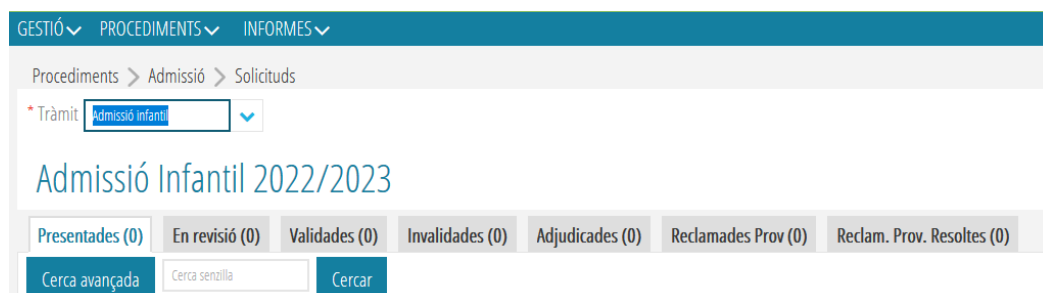 GESTIÓ PROCEDIMENTS INFORMES
Procediments > Admissió > Solicituds
* Tràmit Admissió infantil
Admissió Infantil 2022/2023
Presentades (0) En revisió (0) Validades (0) Invalidades (0) Adjudicades (0) Reclamades Prov (0) Reclam. Prov. Resoltes (0)
Cerca avançada Cerca senzilla Cercar